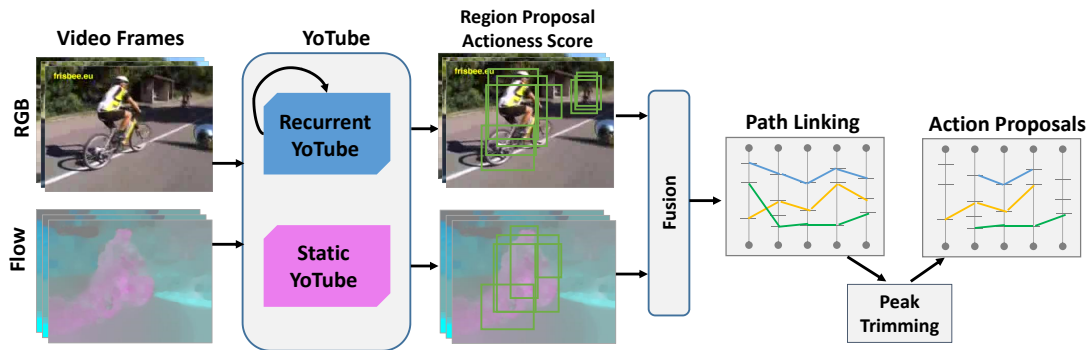 Video Frames
YoTube
Region Proposal
Actioness Score
RGB
frisbee.eu
Recurrent
YoTube
frisbee.eu
Flow
Static
YoTube
Fusion
Path Linking
Action Proposals
Peak
Trimming